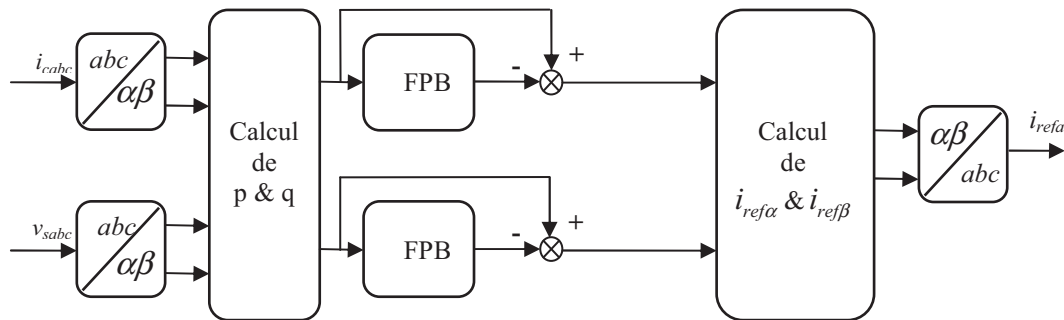 i_cabc
abc
αβ
v_sabc
abc
αβ
Calcul
de
p & q
FPB
-
+
FPB
-
+
Calcul
de
i_refα & i_refβ
αβ
abc
i_refa